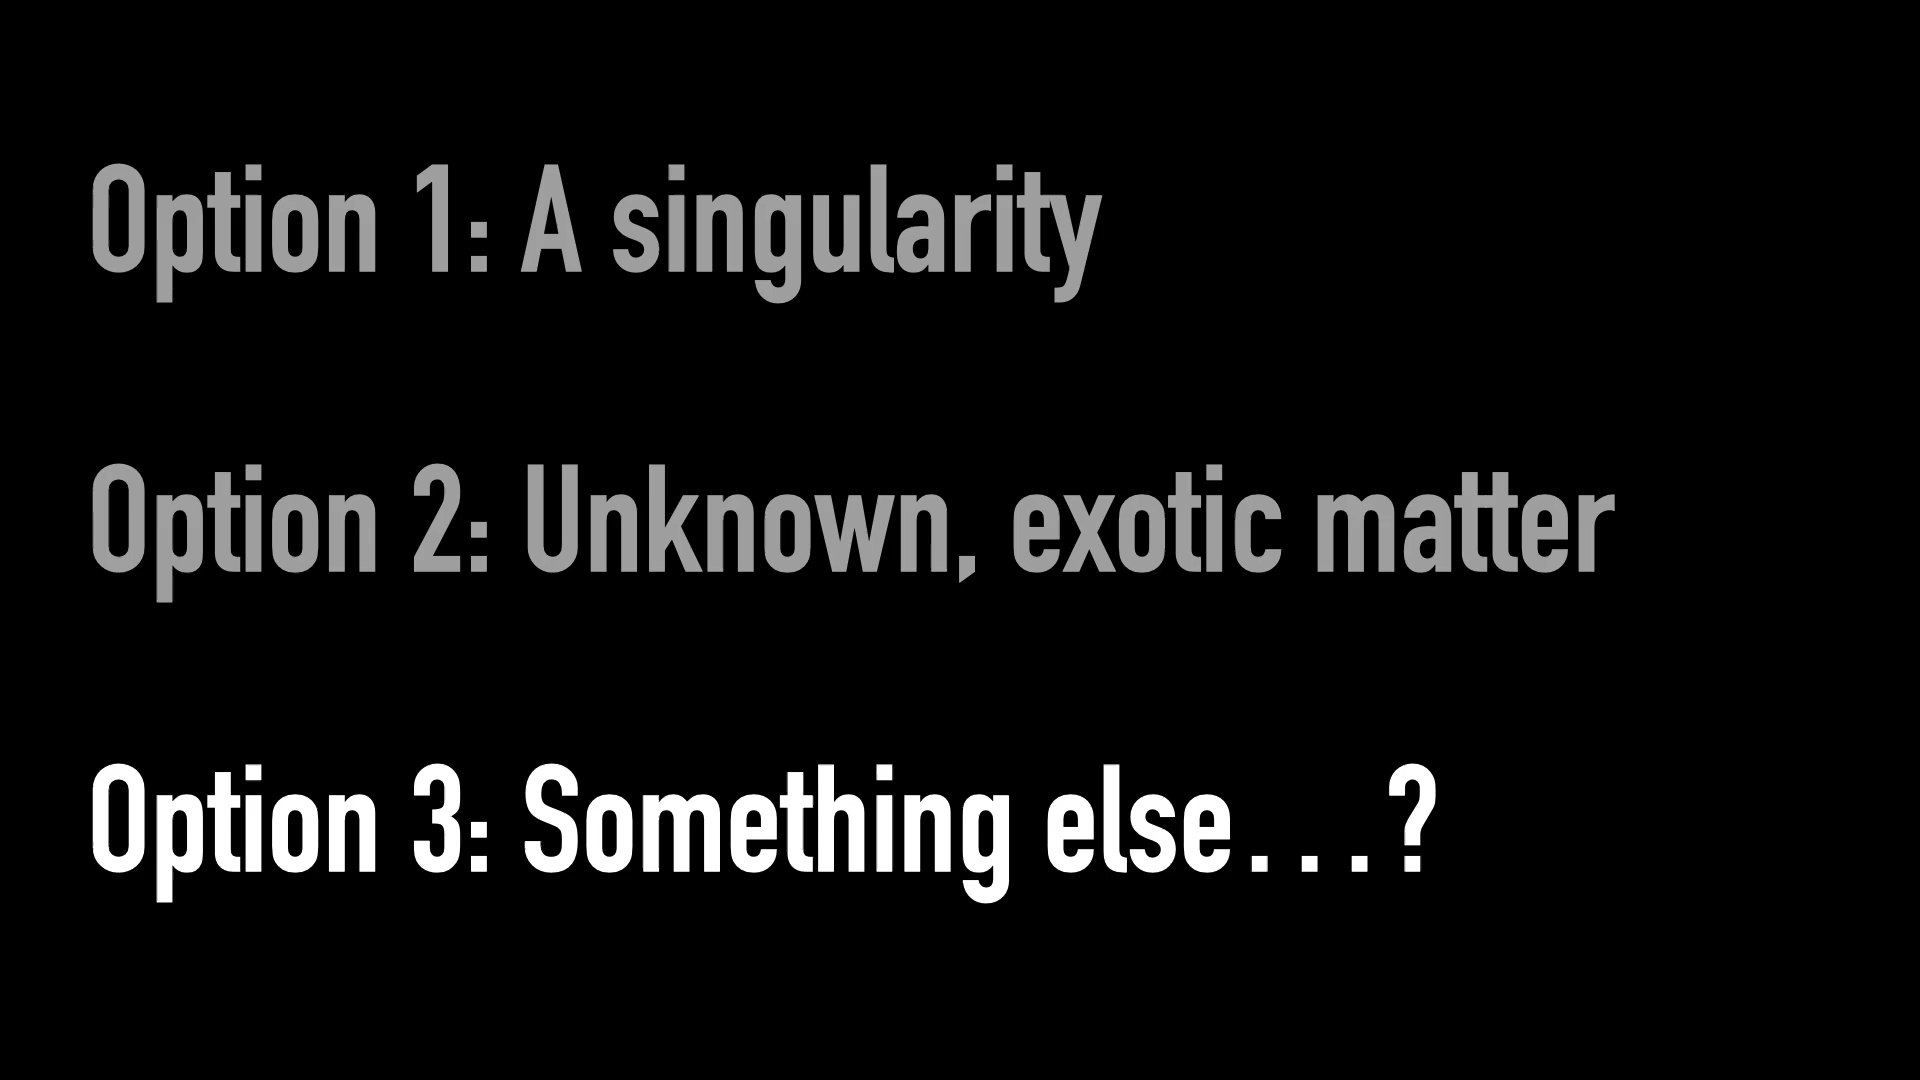 Option 1: A singularity
Option 2: Unknown, exotic matter
Option 3: Something else...?